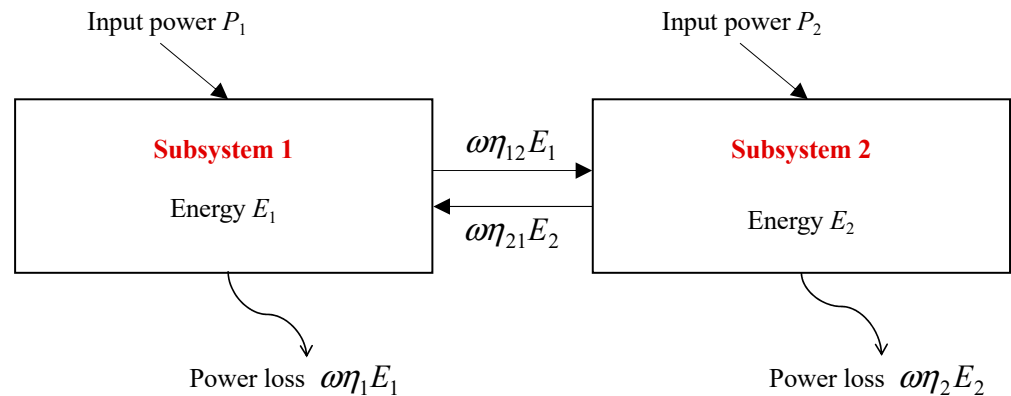 Input power P₁
Input power P₂
Subsystem 1
Energy E₁
ωη₁₂E₁
ωη₂₁E₂
Subsystem 2
Energy E₂
Power loss ωη₁E₁
Power loss ωη₂E₂